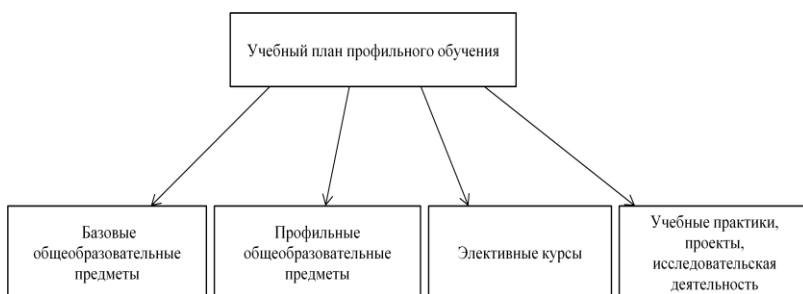 Учебный план профильного обучения
Базовые
общеобразовательные
предметы
Профильные
общеобразовательные
предметы
Элективные курсы
Учебные практики,
проекты,
исследовательская
деятельность